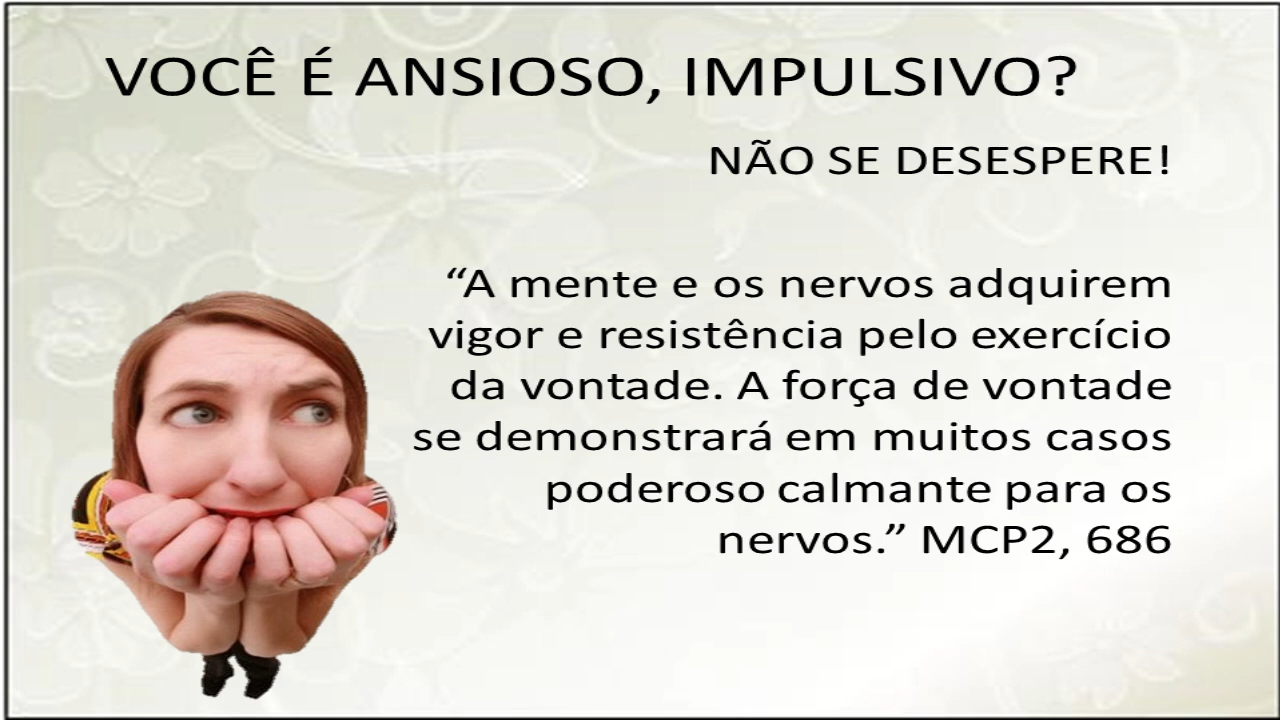 VOCÊ É ANSIOSO, IMPULSIVO?
NÃO SE DESESPERE!
“A mente e os nervos adquirem
vigor e resistência pelo exercício
da vontade. A força de vontade
se demonstrará em muitos casos
poderoso calmante para os
nervos.” MCP2, 686